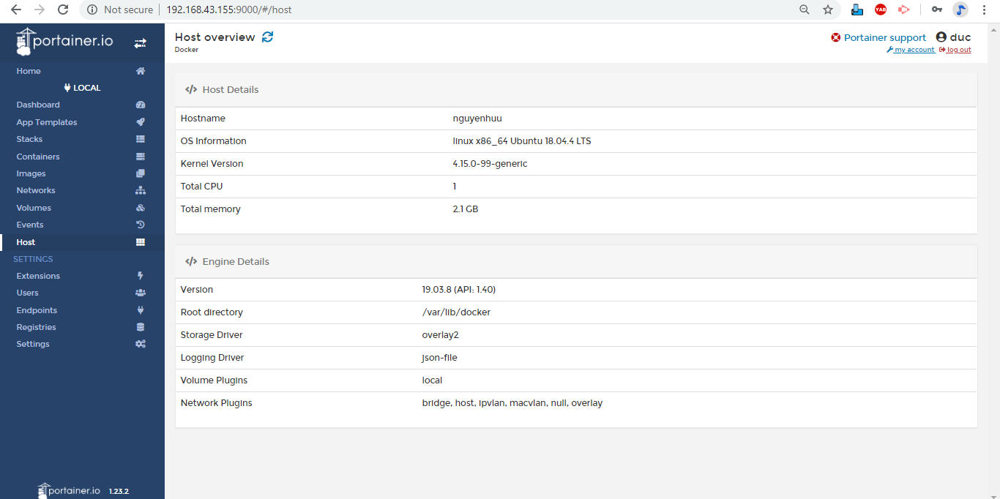 Not secure 192.168.43.155:9000/#/host
YAB
portainer.io
Home
LOCAL
Dashboard
App Templates
Stacks
Containers
Images
Networks
Volumes
Events
Host
SETTINGS
Extensions
Users
Endpoints
Registries
Settings
portainer.io 1.23.2
Host overview
Docker
Portainer support duc
my account log out
Host Details
Hostname nguyenhuu
OS Information linux x86_64 Ubuntu 18.04.4 LTS
Kernel Version 4.15.0-99-generic
Total CPU 1
Total memory 2.1 GB
Engine Details
Version 19.03.8 (API: 1.40)
Root directory /var/lib/docker
Storage Driver overlay2
Logging Driver json-file
Volume Plugins local
Network Plugins bridge, host, ipvlan, macvlan, null, overlay